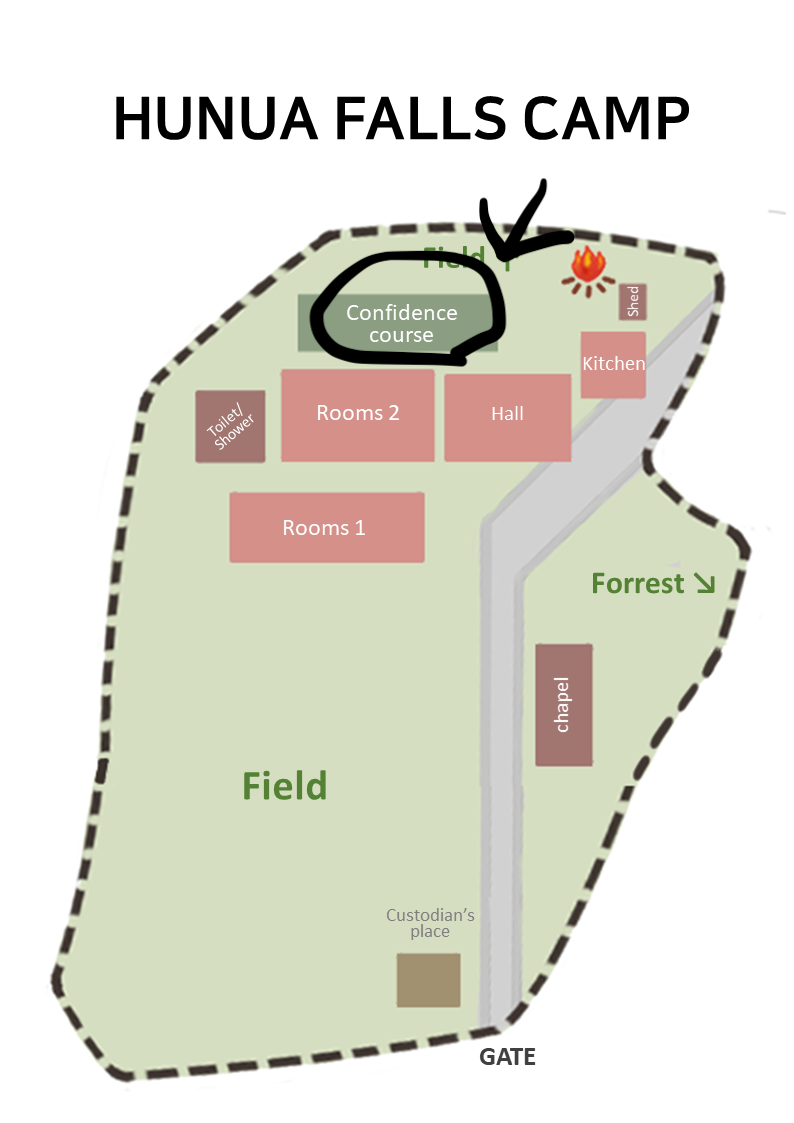 HUNUA FALLS CAMP
Field ↑
Confidence
course
Shed
Kitchen
Toilet/
Shower
Rooms 2
Hall
Rooms 1
Forrest ↘
chapel
Field
Custodian’s
place
GATE